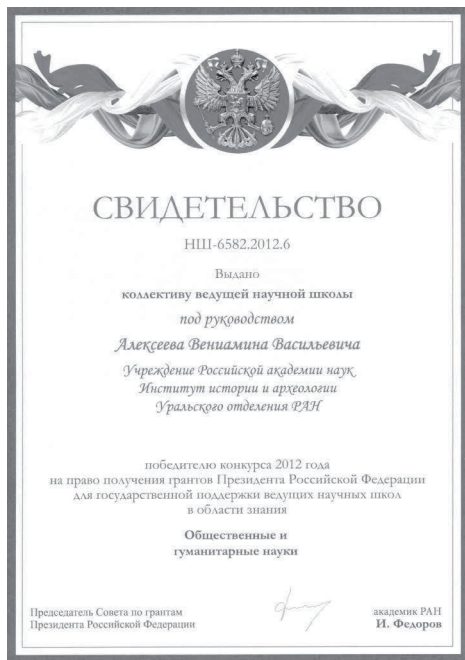 СВИДЕТЕЛЬСТВО
НШ-6582.2012.6
Выдано
коллективу ведущей научной школы
под руководством
Алексеева Вениамина Васильевича
Учреждение Российской академии наук
Институт истории и археологии
Уральского отделения РАН
победителю конкурса 2012 года
на право получения грантов Президента Российской Федерации
для государственной поддержки ведущих научных школ
в области знания
Общественные и
гуманитарные науки
Председатель Совета по грантам
Президента Российской Федерации
академик РАН
И. Федоров